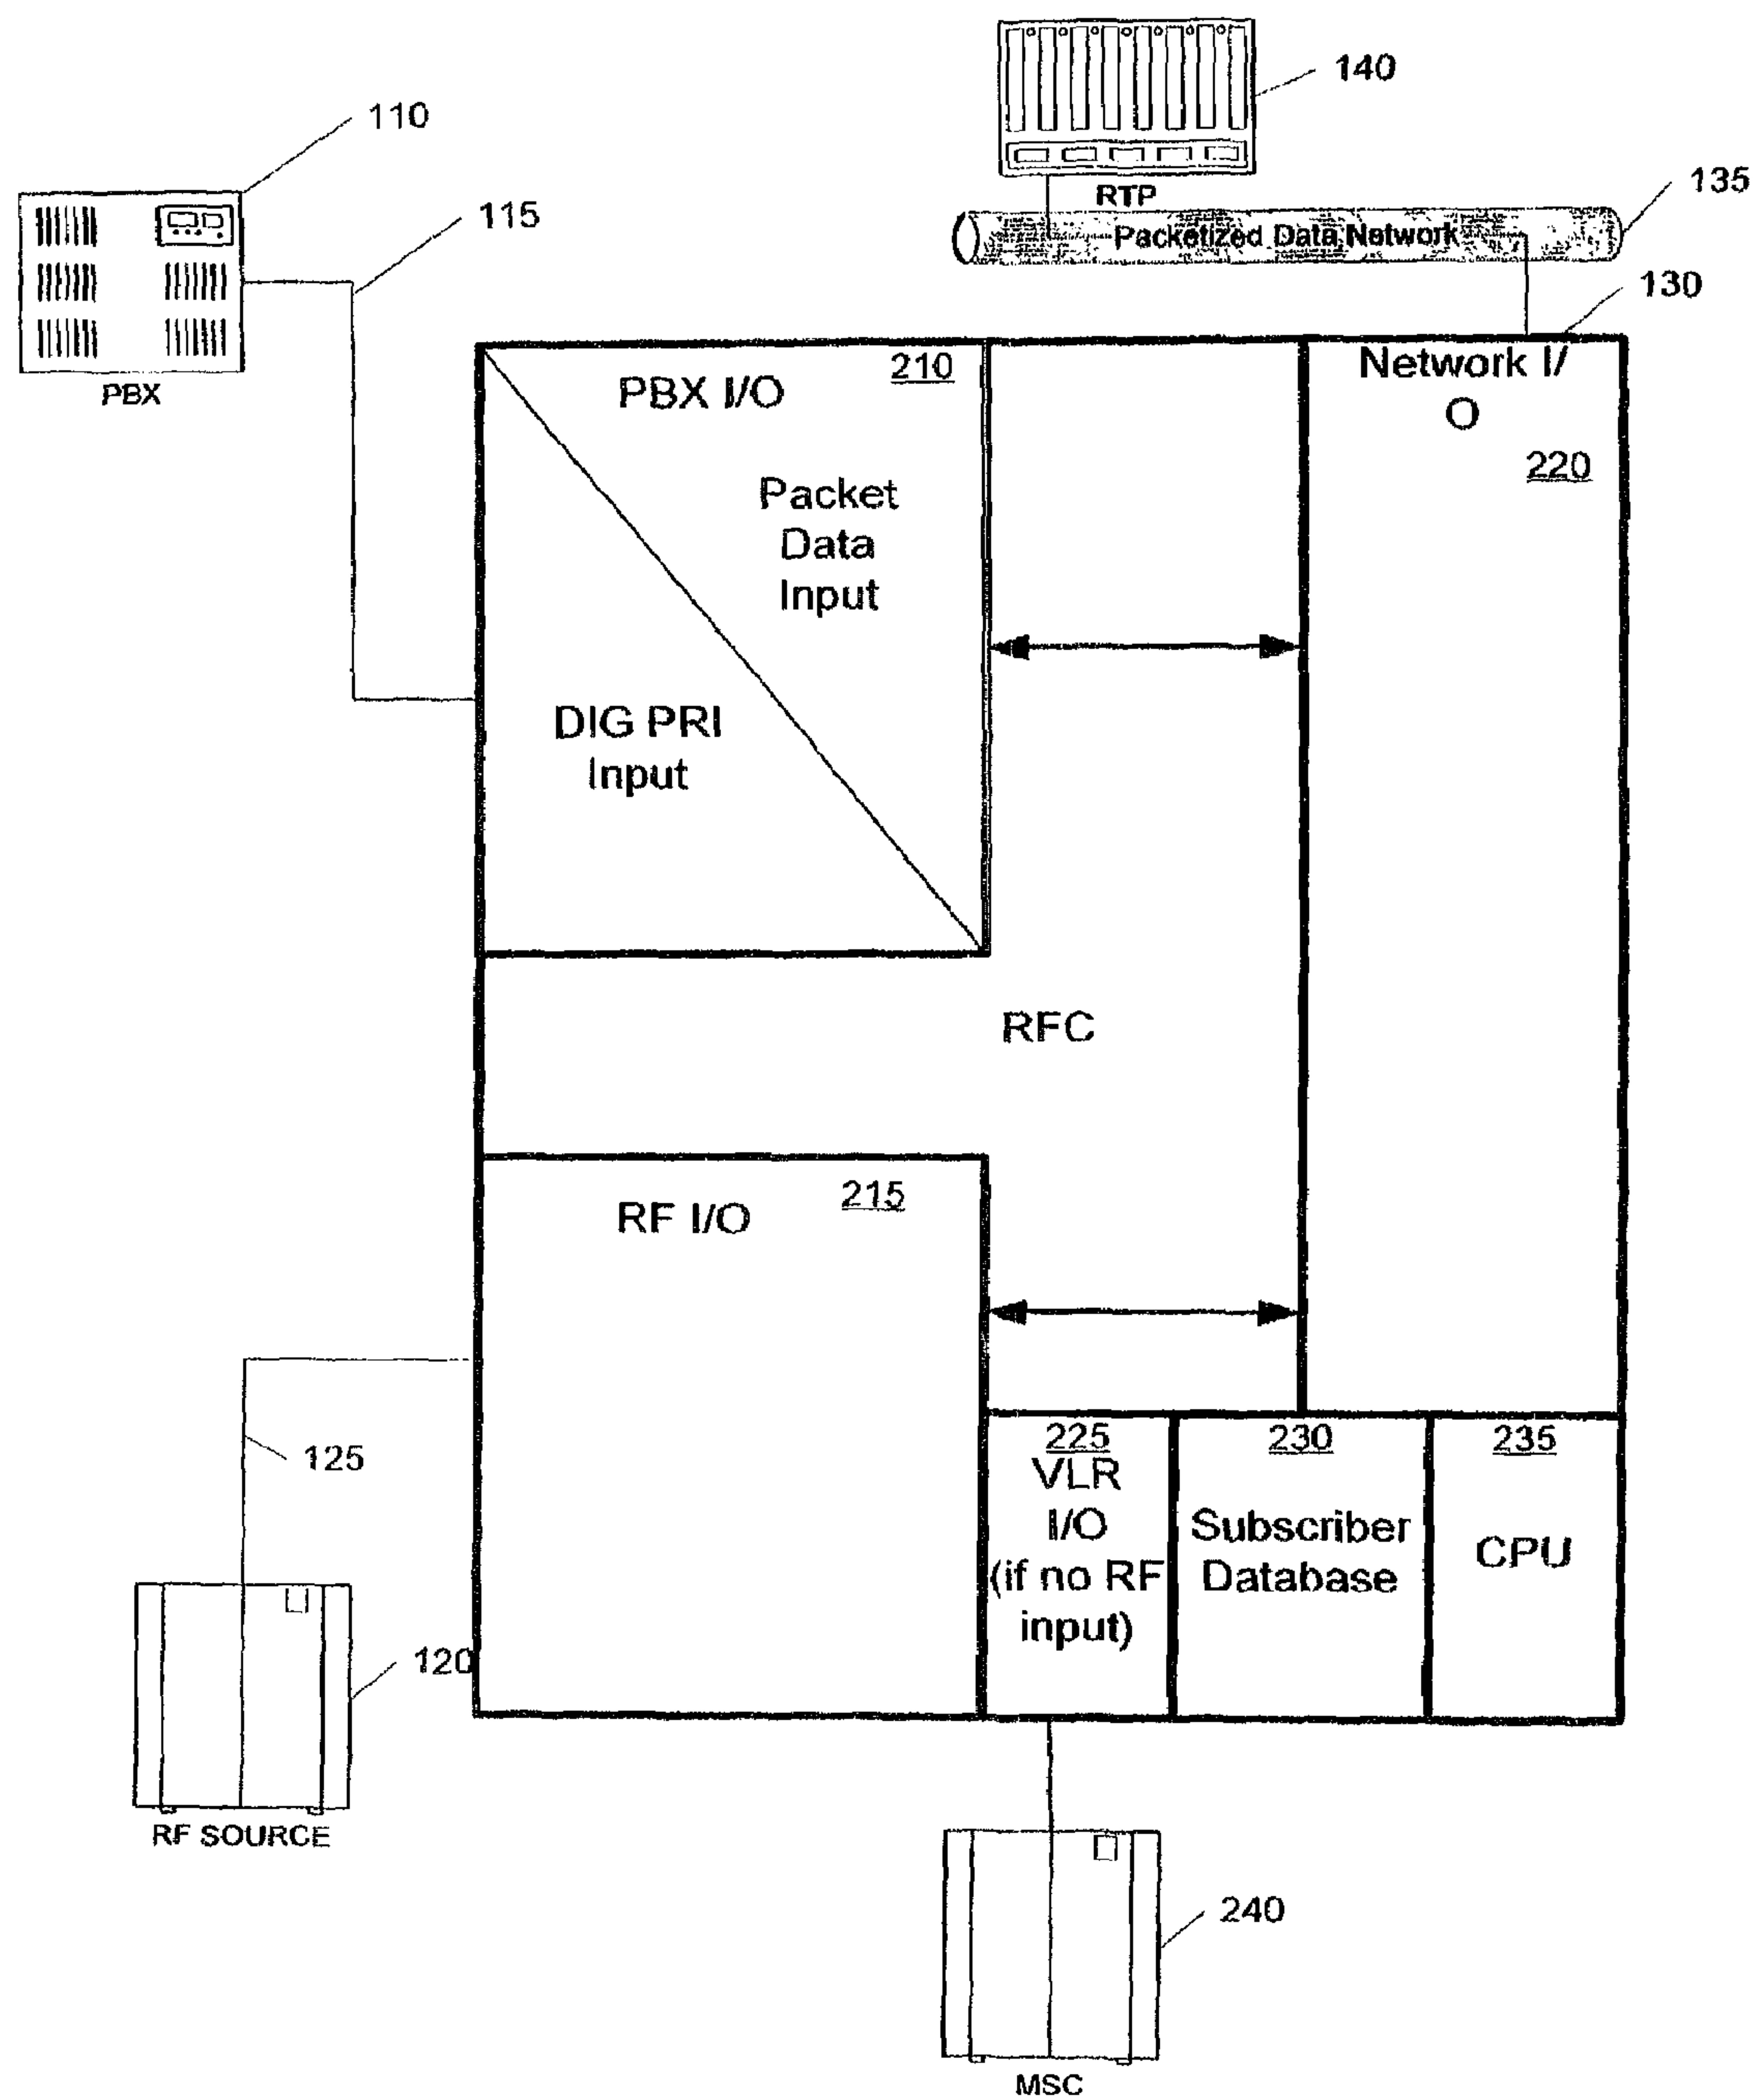 140
110
RTP
135
115
Packetized Data Network
130
PBX
210
PBX I/O
Network I/
O
220
Packet
Data
Input
DIG PRI
Input
RFC
215
RF I/O
125
225
VLR
I/O
(if no RF
input)
230
Subscriber
Database
235
CPU
120
RF SOURCE
240
MSC